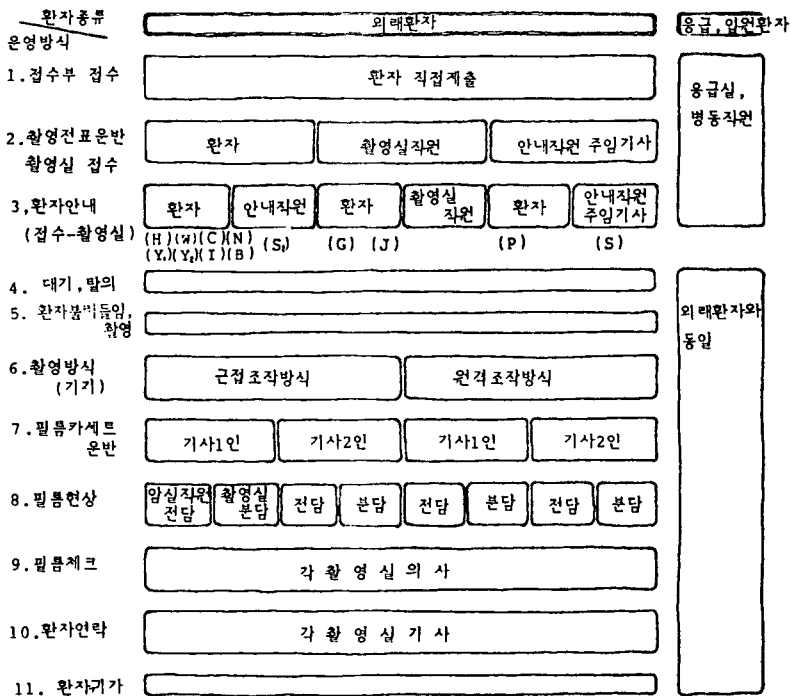 환자종류 외래환자 응급,입원환자
운영방식
1.접수부 접수 환자 직접제출
응급실,
병동직원
2.촬영전표운반 환자 촬영실직원 안내직원 주임기사
촬영실 접수
3,환자안내 환자 안내직원 환자 촬영실 직원 환자 안내직원 주임기사
(접수-촬영실) (H)(W)(C)(N) (S₁) (G) (J) (P) (S)
(Y₁)(Y₂)(I)(B)
4. 대기,탈의
5. 환자불러들임,
촬영
외래환자와
동일
6.촬영방식 근접조작방식 원격조작방식
(기기)
7.필름카세트 기사1인 기사2인 기사1인 기사2인
운반
8.필름현상 암실직원 전담 촬영실 분담 전담 분담 전담 분담 전담 분담
9.필름체크 각 촬영실의사
10.환자연락 각 촬영실기사
11. 환자귀가